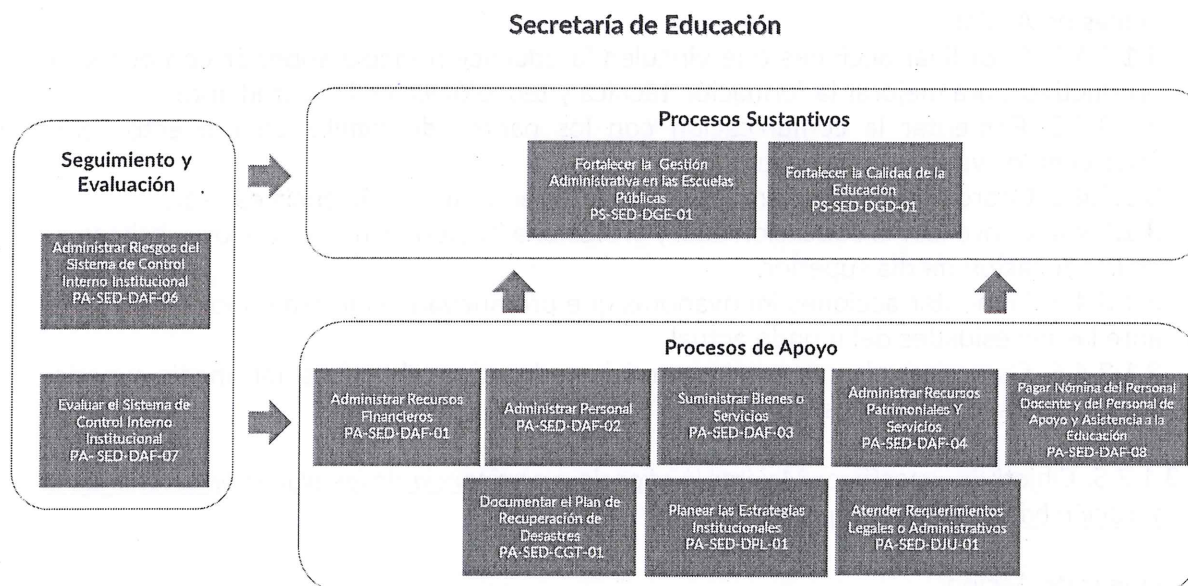 Secretaría de Educación
Procesos Sustantivos
Fortalecer la Gestión
Administrativa en las Escuelas
Públicas
PS-SED-DGE-01
Fortalecer la Calidad de la
Educación
PS-SED-DGD-01
Seguimiento y
Evaluación
Administrar Riesgos del
Sistema de Control
Interno Institucional
PA-SED-DAF-06
Evaluar el Sistema de
Control Interno
Institucional
PA- SED-DAF-07
Procesos de Apoyo
Administrar Recursos
Financieros
PA-SED-DAF-01
Administrar Personal
PA-SED-DAF-02
Suministrar Bienes o
Servicios
PA-SED-DAF-03
Administrar Recursos
Patrimoniales Y
Servicios
PA-SED-DAF-04
Pagar Nómina del Personal
Docente y del Personal de
Apoyo y Asistencia a la
Educación
PA-SED-DAF-08
Documentar el Plan de
Recuperación de
Desastres
PA-SED-CGT-01
Planear las Estrategias
Institucionales
PA-SED-DPL-01
Atender Requerimientos
Legales o Administrativos
PA-SED-DJU-01